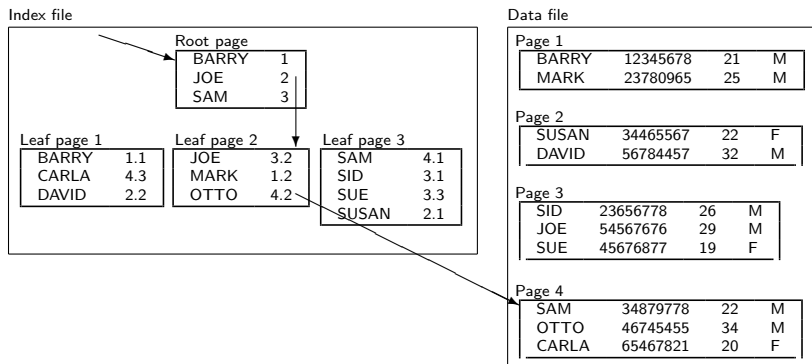 Index file
Root page
BARRY 1
JOE 2
SAM 3
Leaf page 1
BARRY 1.1
CARLA 4.3
DAVID 2.2
Leaf page 2
JOE 3.2
MARK 1.2
OTTO 4.2
Leaf page 3
SAM 4.1
SID 3.1
SUE 3.3
SUSAN 2.1
Data file
Page 1
BARRY 12345678 21 M
MARK 23780965 25 M
Page 2
SUSAN 34465567 22 F
DAVID 56784457 32 M
Page 3
SID 23656778 26 M
JOE 54567676 29 M
SUE 45676877 19 F
Page 4
SAM 34879778 22 M
OTTO 46745455 34 M
CARLA 65467821 20 F